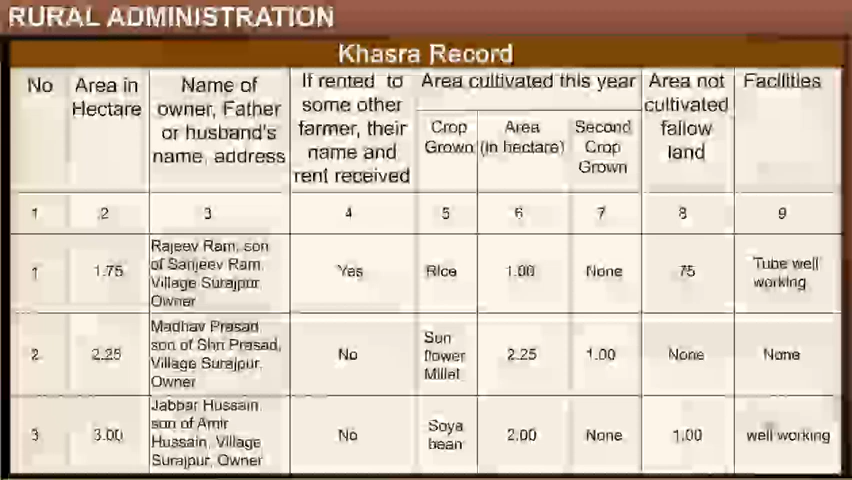 RURAL ADMINISTRATION
Khasra Record
No
Area in
Hectare
Name of
owner, Father
or husband's
name, address
If rented to
some other
farmer, their
name and
rent received
Area cultivated this year
Crop
Grown
Area
(in hectare)
Second
Crop
Grown
Area not
cultivated
fallow
land
Facilities
1 2 3 4 5 6 7 8 9
1
1.75
Rajeev Ram, son
of Sanjeev Ram,
Village Surajpur
Owner
Yes
Rice
1.00
None
75
Tube well
working
2
2.25
Madhav Prasad
son of Shri Prasad,
Village Surajpur,
Owner
No
Sun
flower
Millet
2.25
1.00
None
None
3
3.00
Jabbar Hussain
son of Amir
Hussain, Village
Surajpur, Owner
No
Soya
bean
2.00
None
1.00
well working